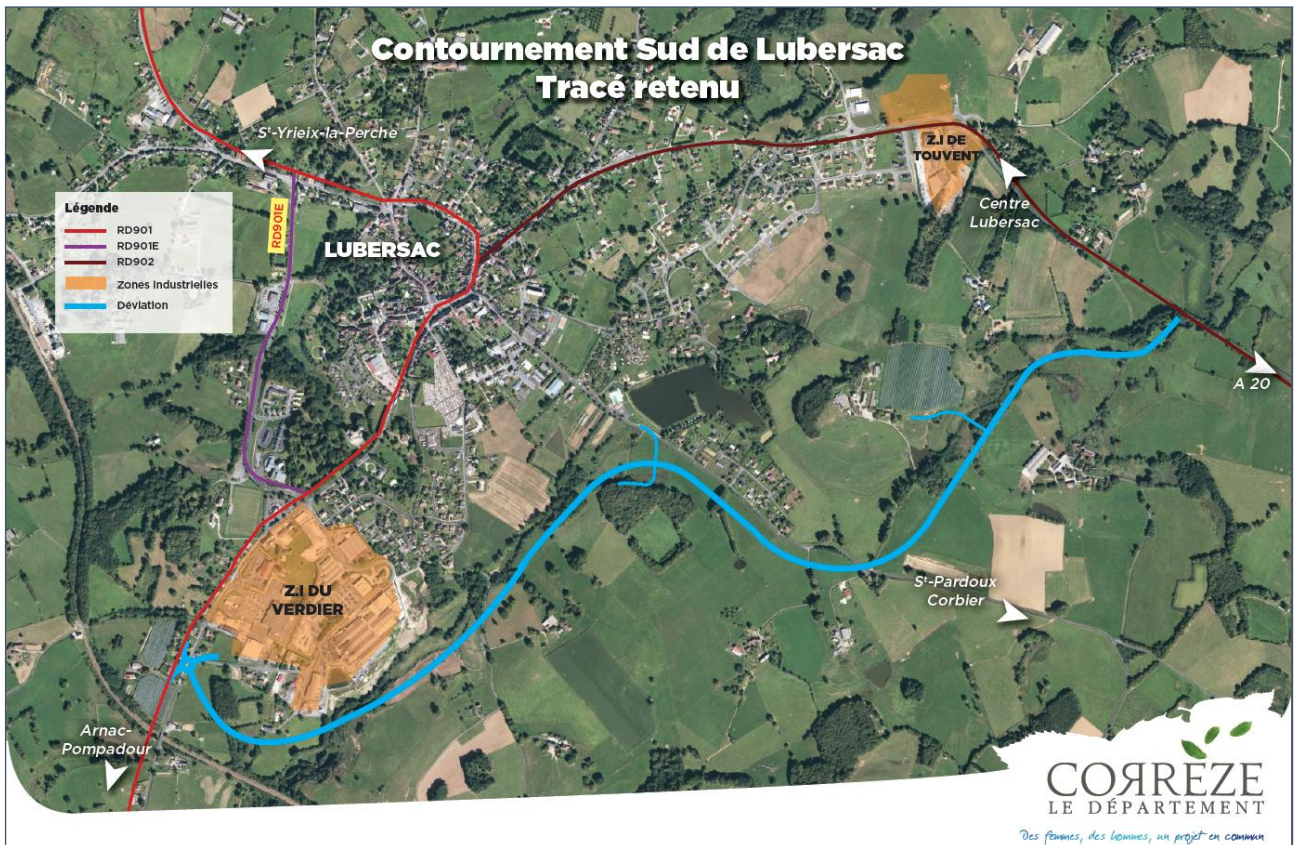 Contournement Sud de Lubersac
Tracé retenu
Sᵗ-Yrieix-la-Perche
Z.I DE
TOUVENT
Centre
Lubersac
Légende
RD901
RD901E
RD902
Zones industrielles
Déviation
RD901E
LUBERSAC
A 20
Z.I DU
VERDIER
Sᵗ-Pardoux
Corbier
Arnac-
Pompadour
CORRÈZE
LE DÉPARTEMENT
Des femmes, des hommes, un projet en commun